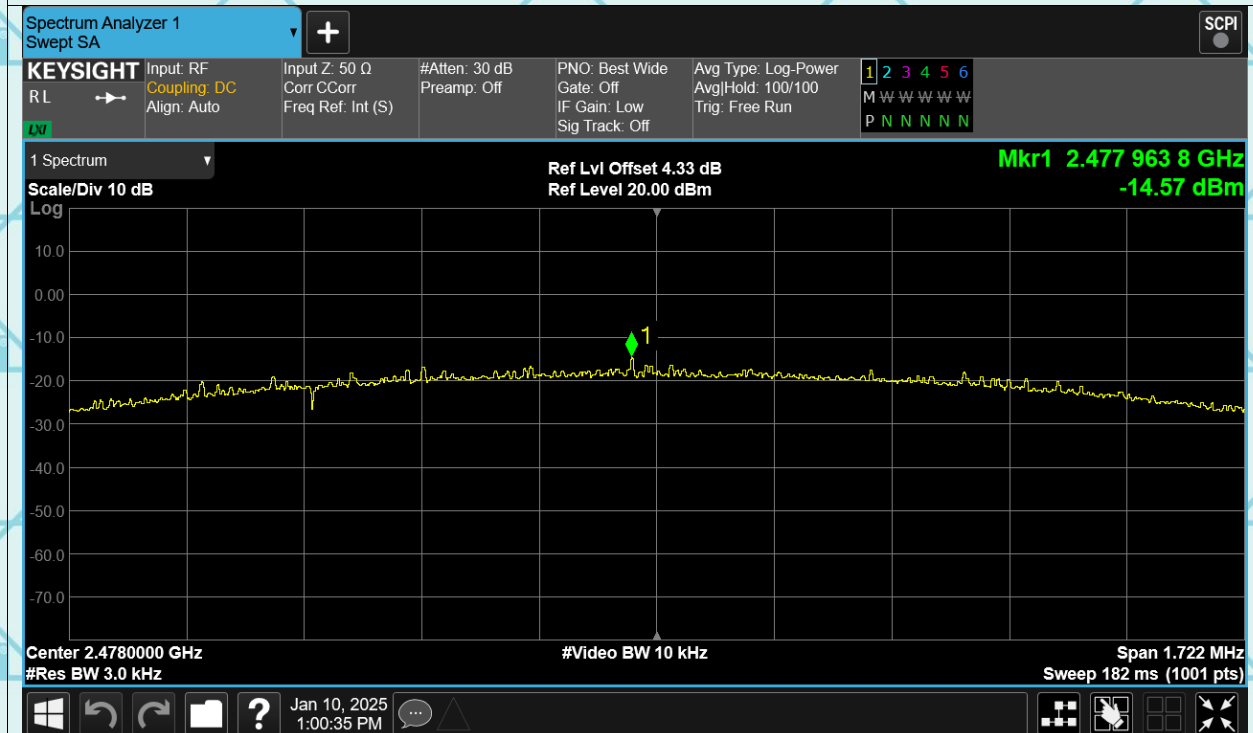 Spectrum Analyzer 1
Swept SA
+
SCPI
KEYSIGHT
R L
LXI
Input: RF
Coupling: DC
Align: Auto
Input Z: 50 Ω
Corr CCorr
Freq Ref: Int (S)
#Atten: 30 dB
Preamp: Off
PNO: Best Wide
Gate: Off
IF Gain: Low
Sig Track: Off
Avg Type: Log-Power
Avg|Hold: 100/100
Trig: Free Run
1 2 3 4 5 6
M W W W W W
P N N N N N
1 Spectrum
Scale/Div 10 dB
Log
Ref Lvl Offset 4.33 dB
Ref Level 20.00 dBm
Mkr1 2.477 963 8 GHz
-14.57 dBm
10.0
0.00
-10.0
-20.0
-30.0
-40.0
-50.0
-60.0
-70.0
1
Center 2.4780000 GHz
#Res BW 3.0 kHz
#Video BW 10 kHz
Span 1.722 MHz
Sweep 182 ms (1001 pts)
?
Jan 10, 2025
1:00:35 PM